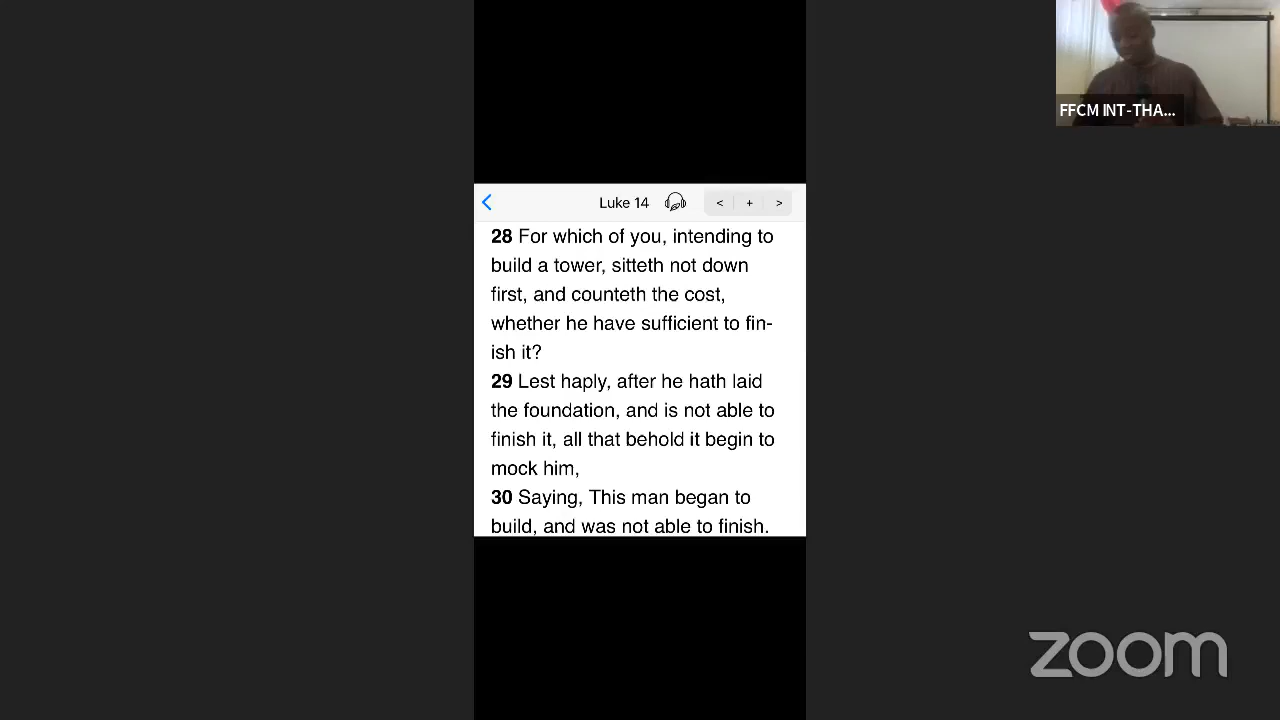 FFCM INT-THA...
Luke 14
< + >
28 For which of you, intending to
build a tower, sitteth not down
first, and counteth the cost,
whether he have sufficient to fin-
ish it?
29 Lest haply, after he hath laid
the foundation, and is not able to
finish it, all that behold it begin to
mock him,
30 Saying, This man began to
build, and was not able to finish.
zoom